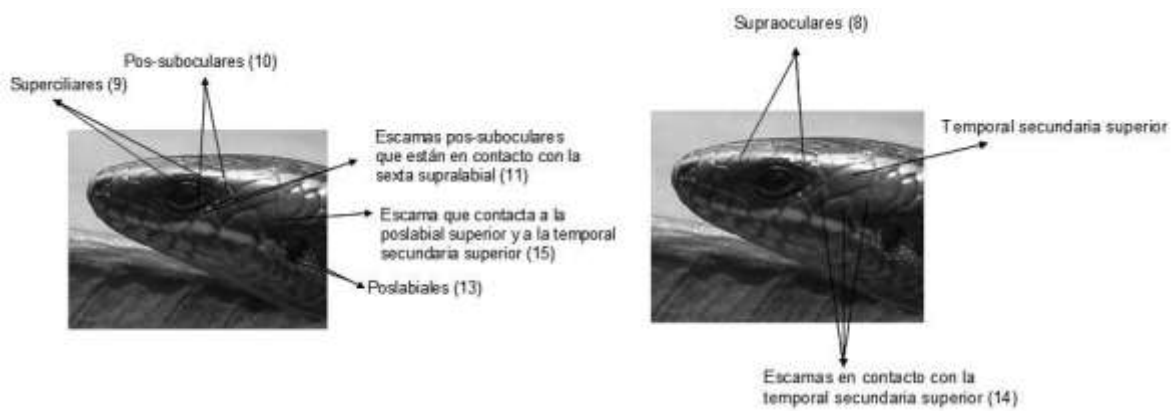 Pos-suboculares (10)
Superciliares (9)
Escamas pos-suboculares
que están en contacto con la
sexta supralabial (11)
Escama que contacta a la
poslabial superior y a la temporal
secundaria superior (15)
Poslabiales (13)
Supraoculares (8)
Temporal secundaria superior
Escamas en contacto con la
temporal secundaria superior (14)